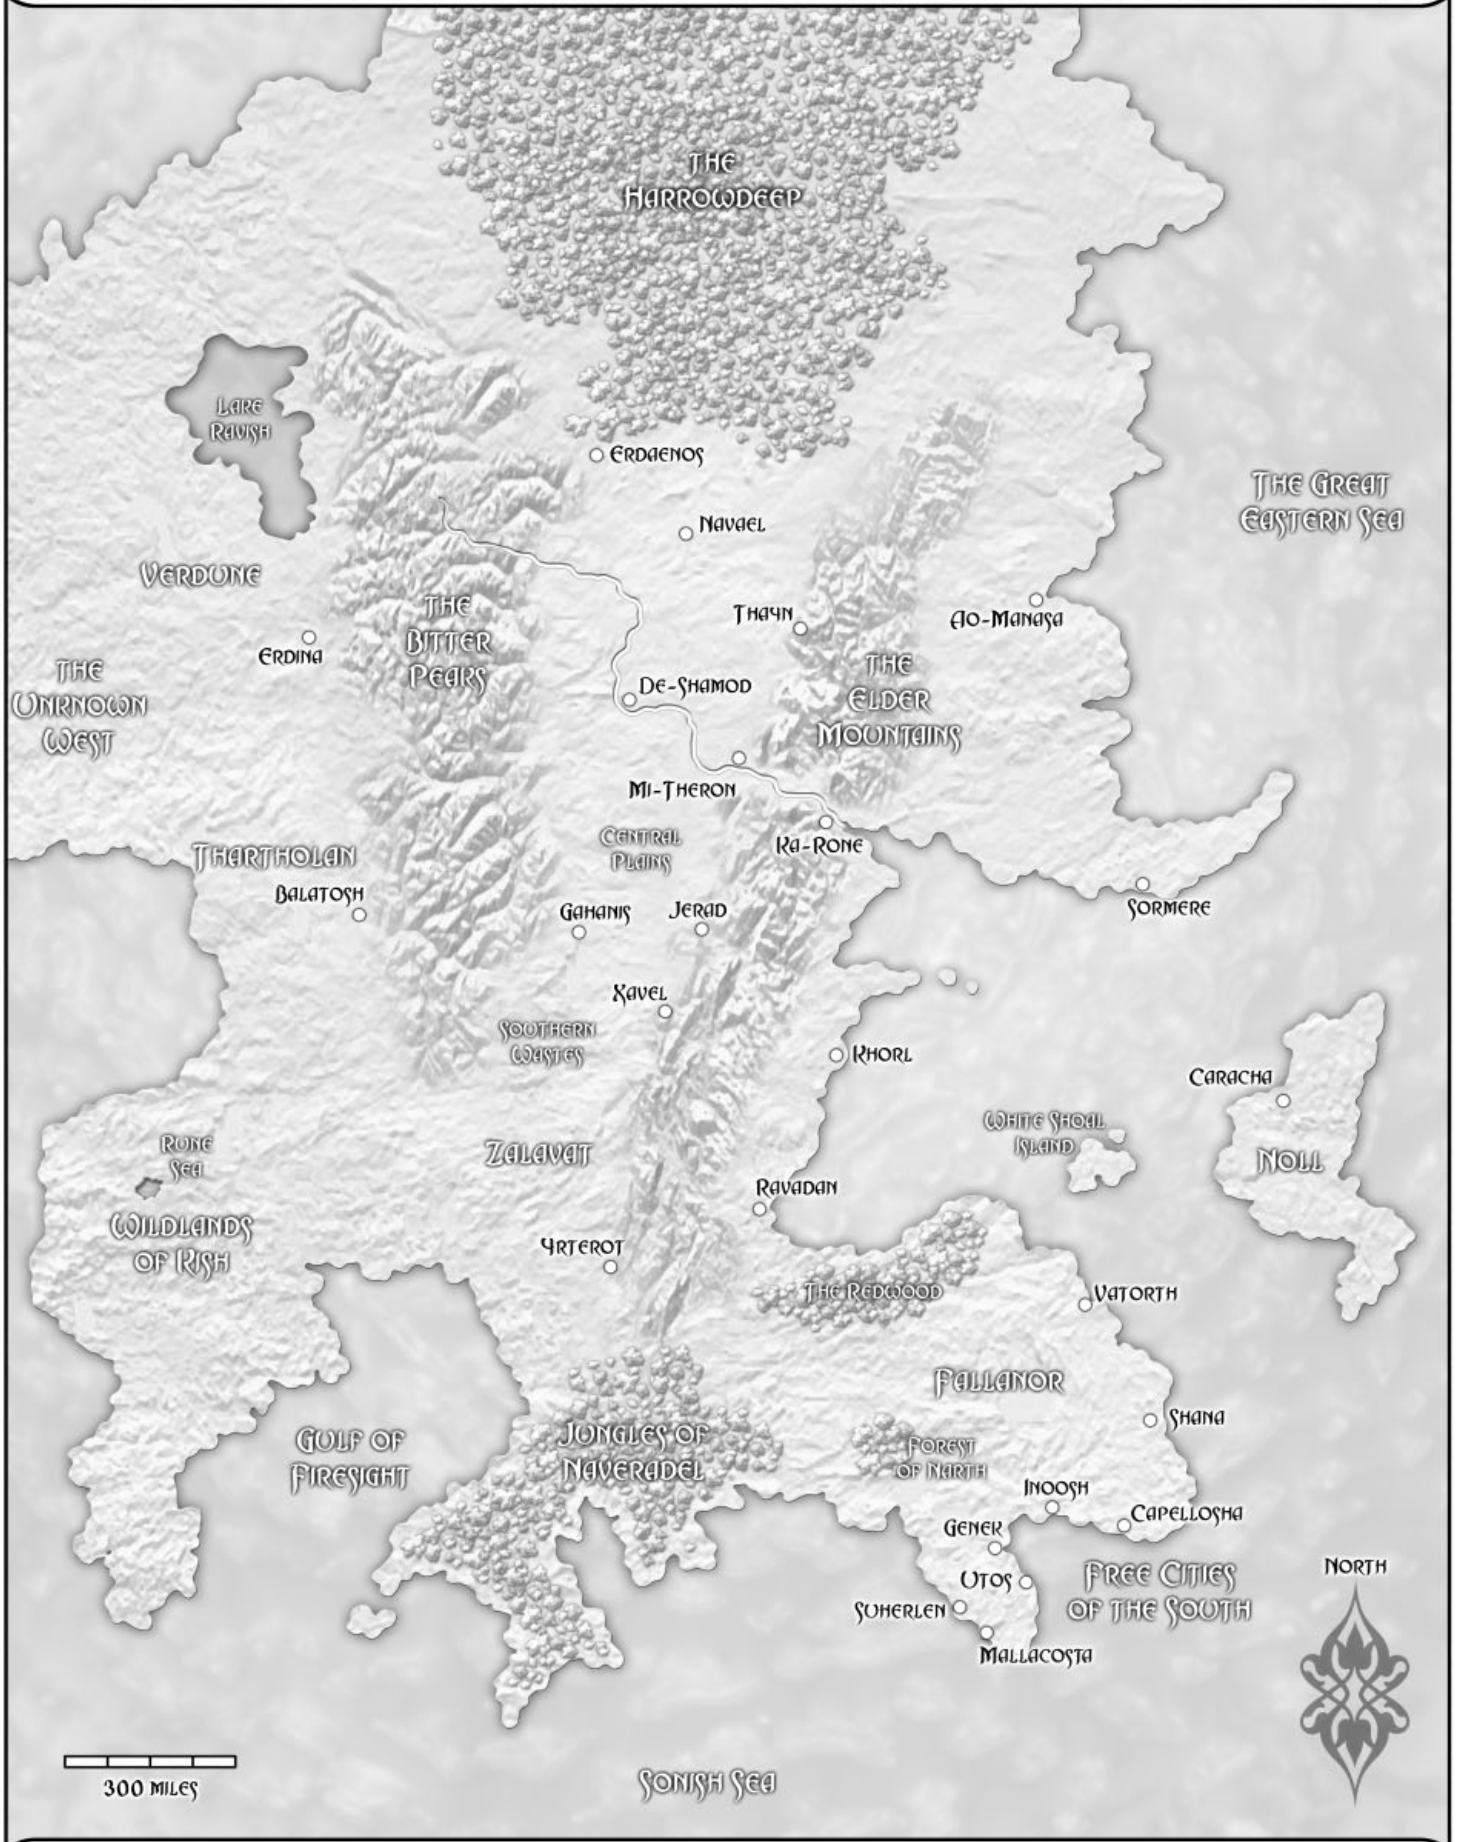 THE
HARROWDEEP
LAKE
RAVISH
ERDAENOS
THE GREAT
EASTERN SEA
NAVAEL
VERDUNE
THE
BITTER
PEAKS
THAYN
AO-MANASA
ERDINA
THE
UNKNOWN
WEST
THE
ELDER
MOUNTAINS
DE-SHAMOD
MI-THERON
CENTRAL
PLAINS
KA-RONE
THARTHOLAN
BALATOSH
GAHANIS
JERAD
SORMERE
XAVEL
SOUTHERN
WASTES
KHORL
CARACHA
WHITE SHOAL
ISLAND
RUNE
SEA
ZALAVAT
NOLL
RAVADAN
WILDLANDS
OF KISH
YRTEROT
THE REDWOOD
VATORTH
FALLANOR
SHANA
GULF OF
FIRESIGHT
JUNGLES OF
NAVERADEL
FOREST
OF NARTH
INOOSH
CAPELLOSHA
GENEK
UTOS
FREE CITIES
OF THE SOUTH
NORTH
SUHERLEN
MALLACOSTA
300 MILES
SONISH SEA